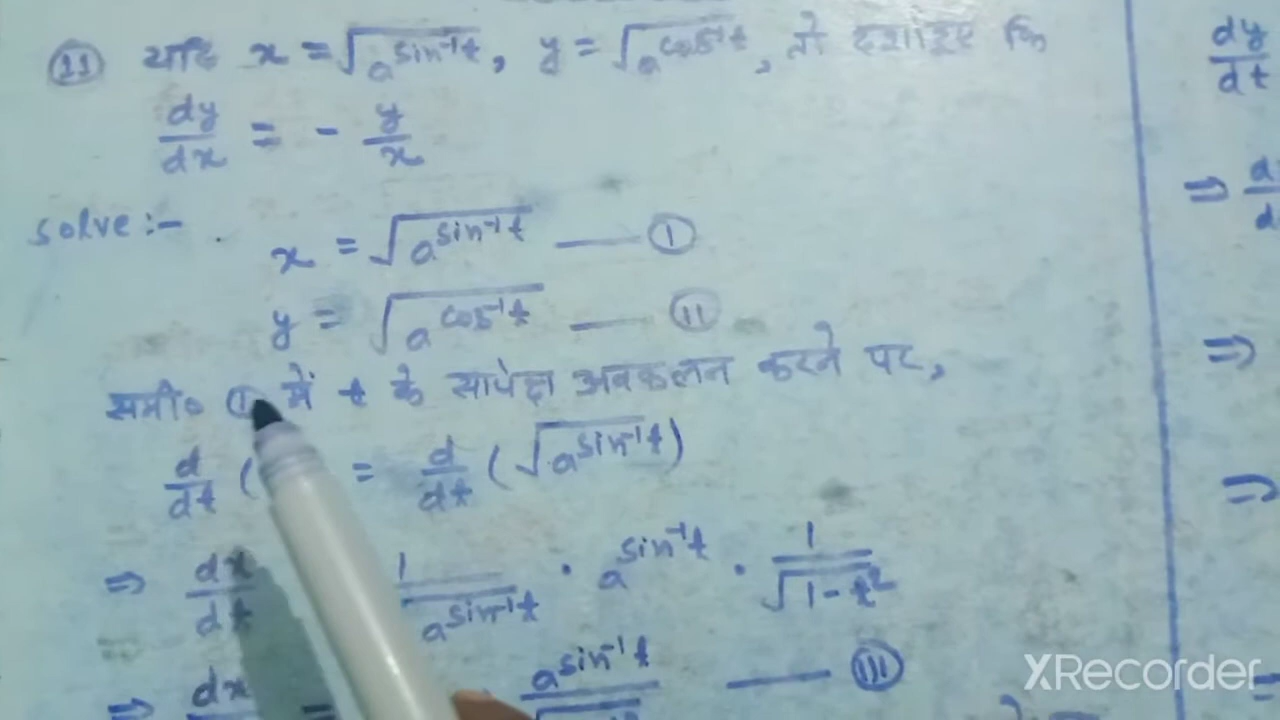 11 यदि x = √a^sin⁻¹t, y = √a^cos⁻¹t, तो दर्शाइए कि
dy/dx = - y/x
Solve :-
x = √a^sin⁻¹t —— I
y = √a^cos⁻¹t —— II
समी० I में t के सापेक्ष अवकलन करने पर,
d/dt ( = d/dt (√a^sin⁻¹t)
⇒ dx/dt 1/√a^sin⁻¹t · a^sin⁻¹t · 1/√1-t²
⇒ dx = a^sin⁻¹t —— III
dy/dt
⇒
⇒
⇒
XRecorder